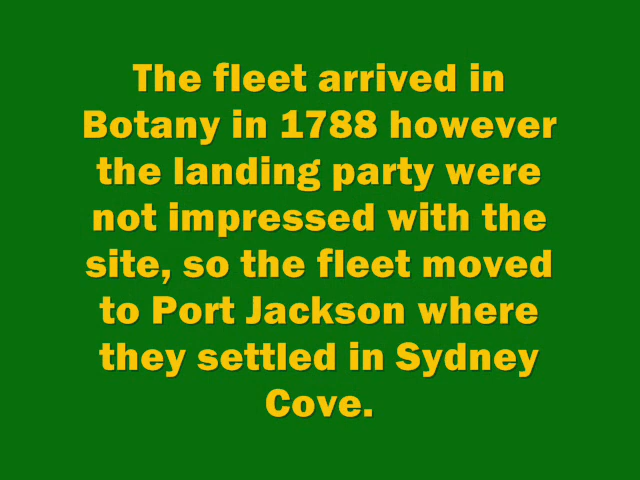 The fleet arrived in
Botany in 1788 however
the landing party were
not impressed with the
site, so the fleet moved
to Port Jackson where
they settled in Sydney
Cove.